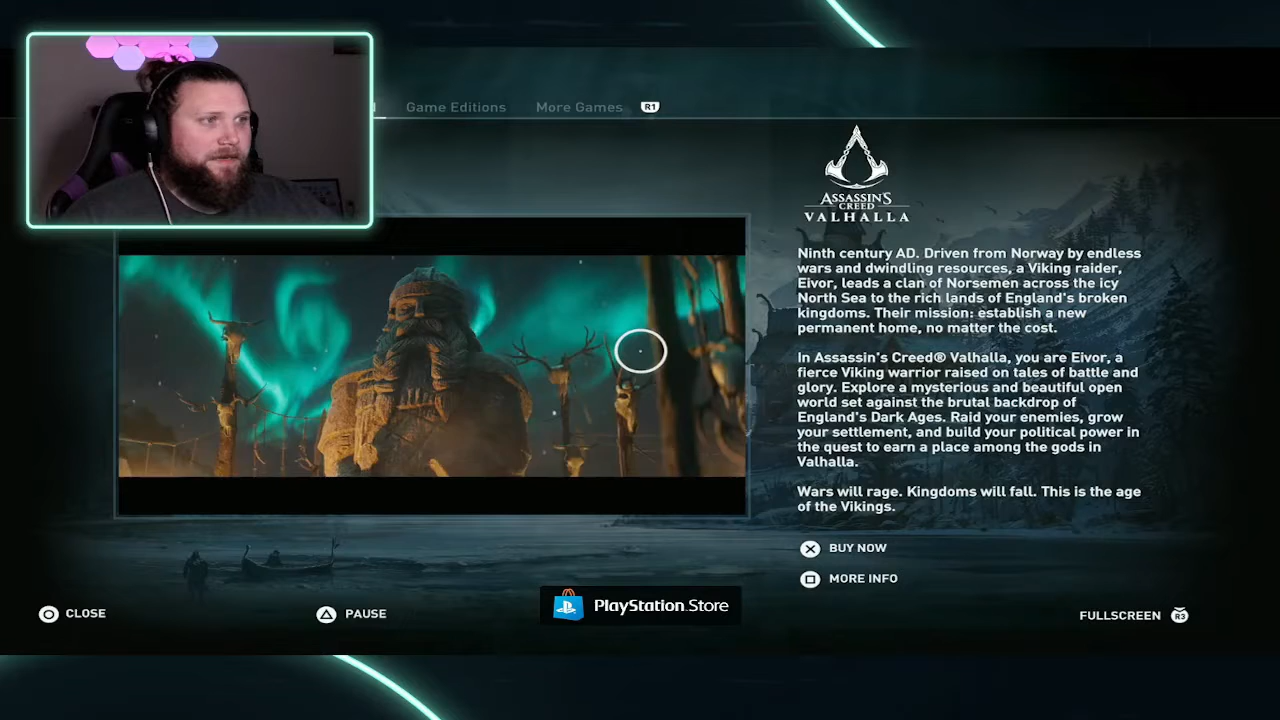 Game Editions More Games R1
ASSASSIN'S
CREED
VALHALLA
Ninth century AD. Driven from Norway by endless
wars and dwindling resources, a Viking raider,
Eivor, leads a clan of Norsemen across the icy
North Sea to the rich lands of England's broken
kingdoms. Their mission: establish a new
permanent home, no matter the cost.
In Assassin's Creed® Valhalla, you are Eivor, a
fierce Viking warrior raised on tales of battle and
glory. Explore a mysterious and beautiful open
world set against the brutal backdrop of
England's Dark Ages. Raid your enemies, grow
your settlement, and build your political power in
the quest to earn a place among the gods in
Valhalla.
Wars will rage. Kingdoms will fall. This is the age
of the Vikings.
BUY NOW
MORE INFO
CLOSE PAUSE PlayStation.Store FULLSCREEN R3